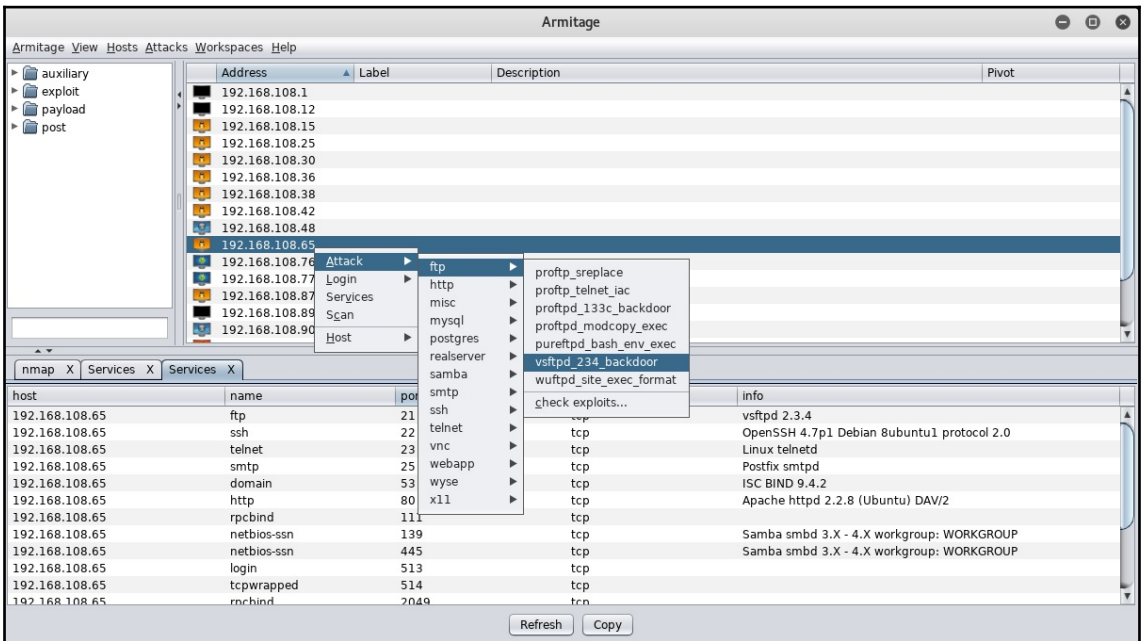 Armitage
Armitage View Hosts Attacks Workspaces Help
auxiliary
exploit
payload
post
Address Label Description Pivot
192.168.108.1
192.168.108.12
192.168.108.15
192.168.108.25
192.168.108.30
192.168.108.36
192.168.108.38
192.168.108.42
192.168.108.48
192.168.108.65
192.168.108.76
192.168.108.77
192.168.108.87
192.168.108.89
192.168.108.90
Attack
Login
Services
Scan
Host
ftp
http
misc
mysql
postgres
realserver
samba
smtp
ssh
telnet
vnc
webapp
wyse
x11
proftp_sreplace
proftp_telnet_iac
proftpd_133c_backdoor
proftpd_modcopy_exec
pureftpd_bash_env_exec
vsftpd_234_backdoor
wuftpd_site_exec_format
check exploits...
nmap X Services X Services X
host name por info
192.168.108.65 ftp 21 vsftpd 2.3.4
192.168.108.65 ssh 22 tcp OpenSSH 4.7p1 Debian 8ubuntu1 protocol 2.0
192.168.108.65 telnet 23 tcp Linux telnetd
192.168.108.65 smtp 25 tcp Postfix smtpd
192.168.108.65 domain 53 tcp ISC BIND 9.4.2
192.168.108.65 http 80 tcp Apache httpd 2.2.8 (Ubuntu) DAV/2
192.168.108.65 rpcbind 111 tcp
192.168.108.65 netbios-ssn 139 tcp Samba smbd 3.X - 4.X workgroup: WORKGROUP
192.168.108.65 netbios-ssn 445 tcp Samba smbd 3.X - 4.X workgroup: WORKGROUP
192.168.108.65 login 513 tcp
192.168.108.65 tcpwrapped 514 tcp
192.168.108.65 rpcbind 2049 tcp
Refresh Copy